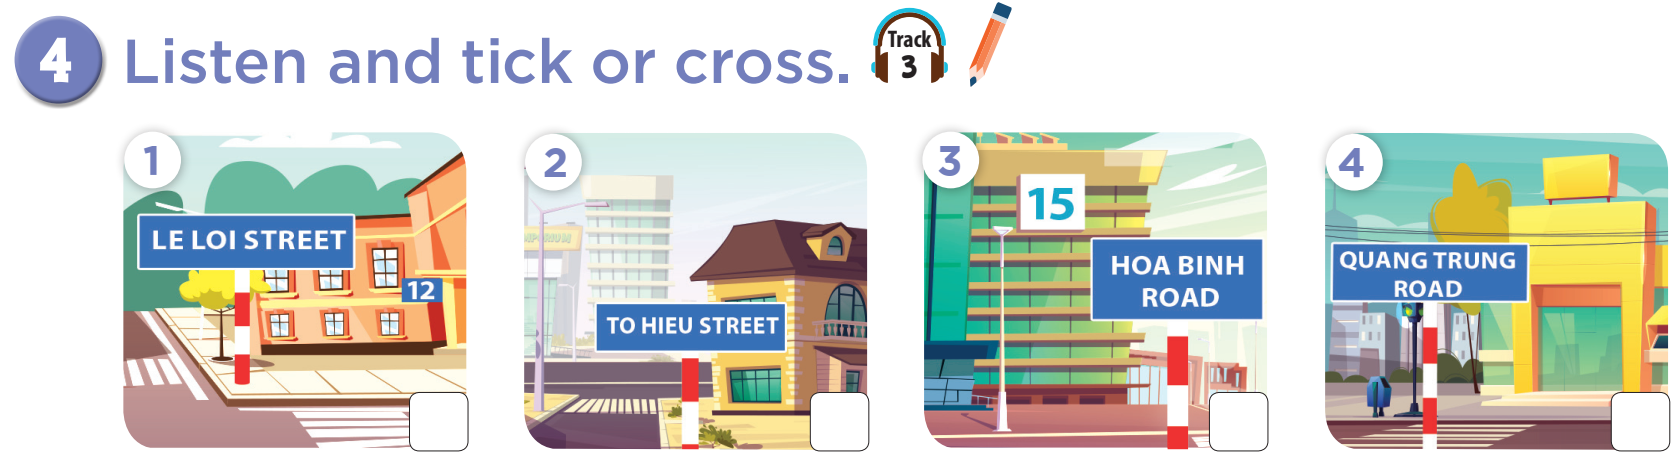 4 Listen and tick or cross. Track
3
1
LE LOI STREET
12
2
TO HIEU STREET
3
15
HOA BINH
ROAD
4
QUANG TRUNG
ROAD